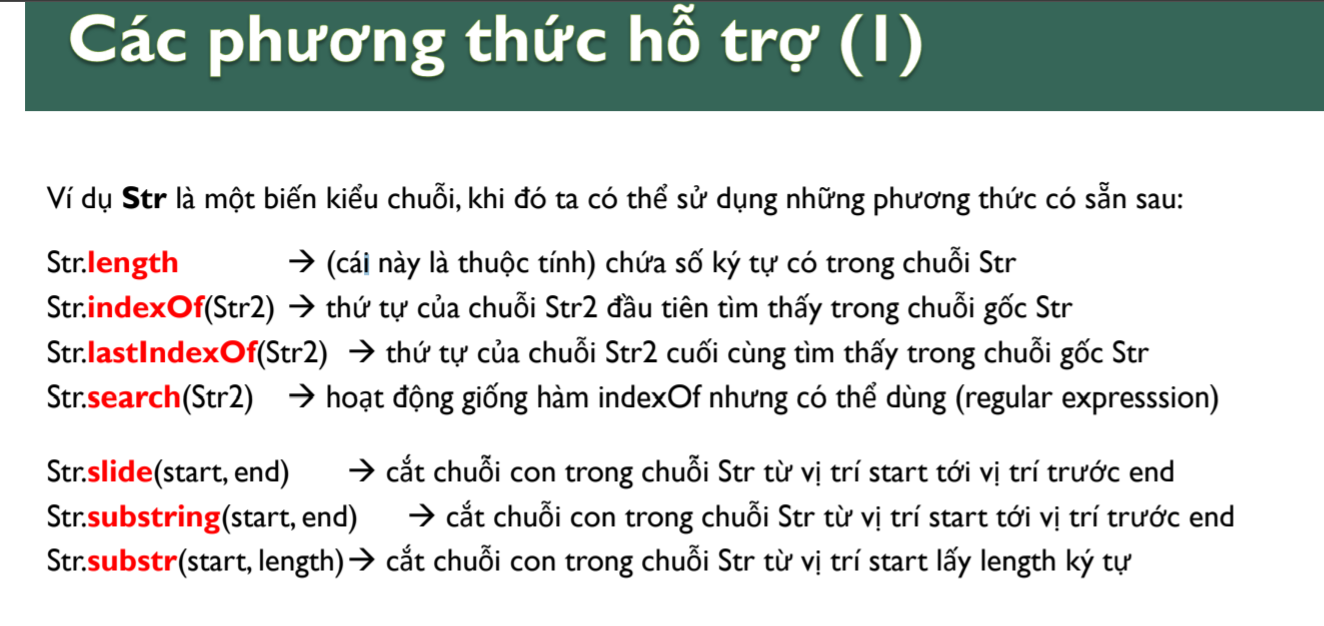 Các phương thức hỗ trợ (1)
Ví dụ Str là một biến kiểu chuỗi, khi đó ta có thể sử dụng những phương thức có sẵn sau:
Str.length → (cái này là thuộc tính) chứa số ký tự có trong chuỗi Str
Str.indexOf(Str2) → thứ tự của chuỗi Str2 đầu tiên tìm thấy trong chuỗi gốc Str
Str.lastIndexOf(Str2) → thứ tự của chuỗi Str2 cuối cùng tìm thấy trong chuỗi gốc Str
Str.search(Str2) → hoạt động giống hàm indexOf nhưng có thể dùng (regular expresssion)
Str.slide(start, end) → cắt chuỗi con trong chuỗi Str từ vị trí start tới vị trí trước end
Str.substring(start, end) → cắt chuỗi con trong chuỗi Str từ vị trí start tới vị trí trước end
Str.substr(start, length) → cắt chuỗi con trong chuỗi Str từ vị trí start lấy length ký tự